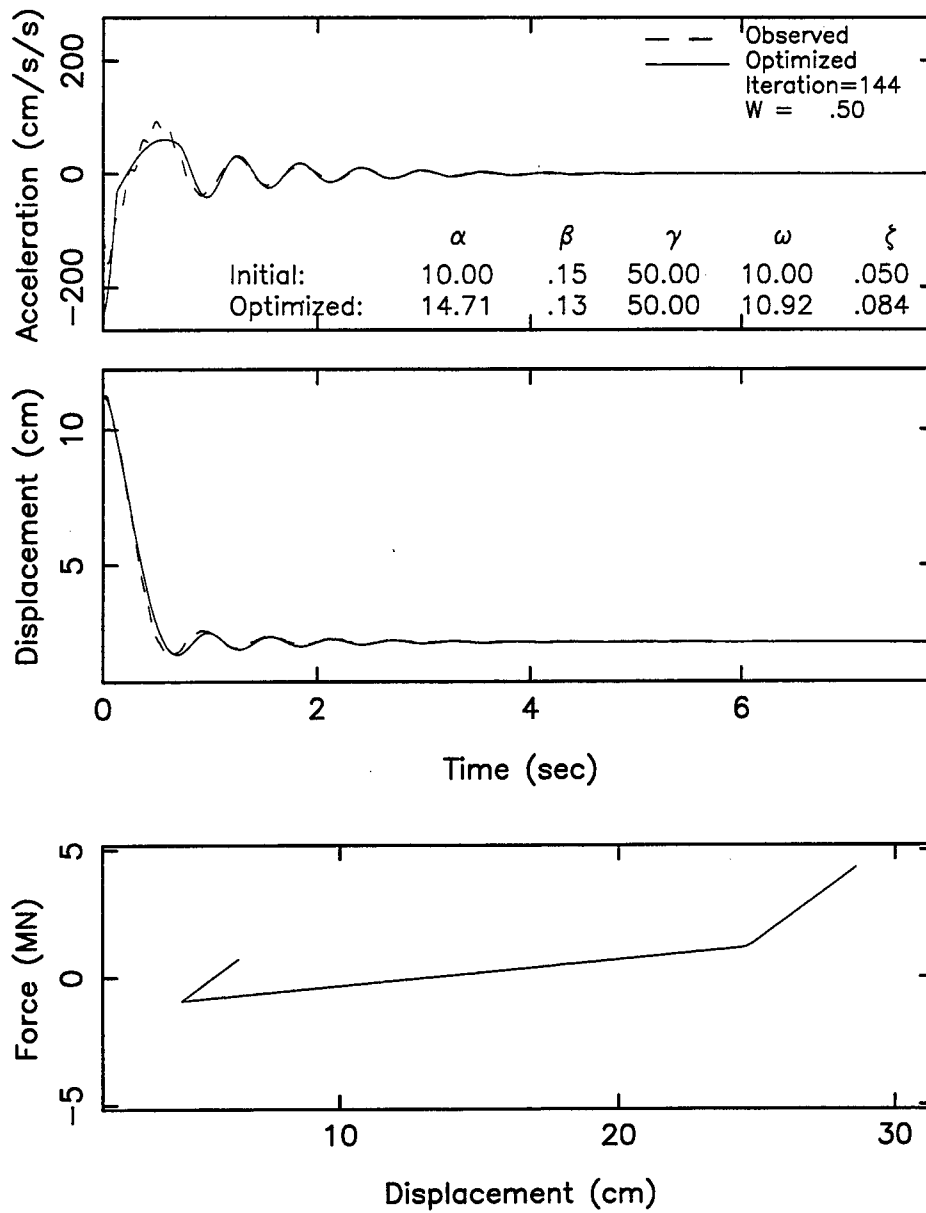 Acceleration (cm/s/s)
200
0
−200
Observed
Optimized
Iteration=144
W = .50
α β γ ω ζ
Initial: 10.00 .15 50.00 10.00 .050
Optimized: 14.71 .13 50.00 10.92 .084
Displacement (cm)
10
5
0 2 4 6
Time (sec)
Force (MN)
5
0
−5
10 20 30
Displacement (cm)